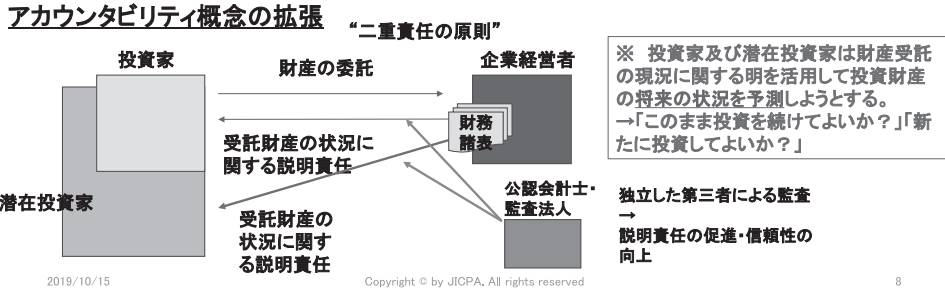 アカウンタビリティ概念の拡張
“二重責任の原則”
投資家
財産の委託
企業経営者
財務
諸表
受託財産の状況に
関する説明責任
潜在投資家
受託財産の
状況に関す
る説明責任
公認会計士・
監査法人
※　投資家及び潜在投資家は財産受託
の現況に関する明を活用して投資財産
の将来の状況を予測しようとする。
→「このまま投資を続けてよいか？」「新
たに投資してよいか？」
独立した第三者による監査
→
説明責任の促進・信頼性の
向上
2019/10/15
Copyright © by JICPA. All rights reserved
8